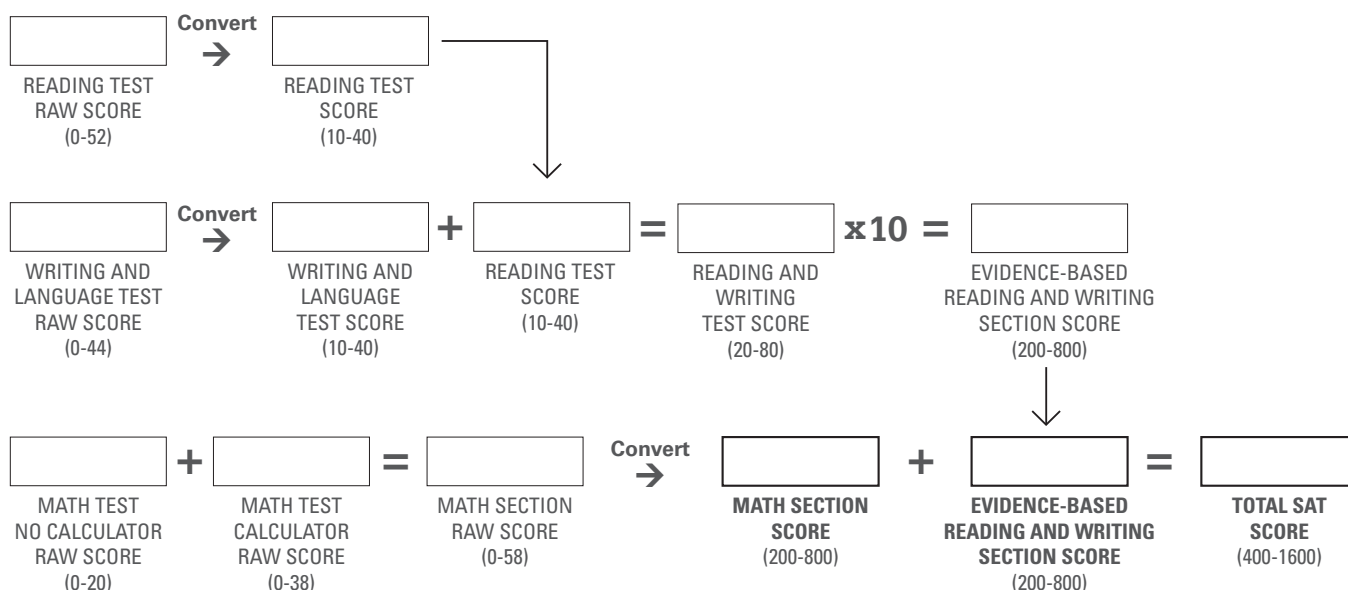 Convert
→
READING TEST
RAW SCORE
(0-52)
READING TEST
SCORE
(10-40)
Convert
→
+
=
x10 =
WRITING AND
LANGUAGE TEST
RAW SCORE
(0-44)
WRITING AND
LANGUAGE
TEST SCORE
(10-40)
READING TEST
SCORE
(10-40)
READING AND
WRITING
TEST SCORE
(20-80)
EVIDENCE-BASED
READING AND WRITING
SECTION SCORE
(200-800)
+
=
Convert
→
+
=
MATH TEST
NO CALCULATOR
RAW SCORE
(0-20)
MATH TEST
CALCULATOR
RAW SCORE
(0-38)
MATH SECTION
RAW SCORE
(0-58)
MATH SECTION
SCORE
(200-800)
EVIDENCE-BASED
READING AND WRITING
SECTION SCORE
(200-800)
TOTAL SAT
SCORE
(400-1600)